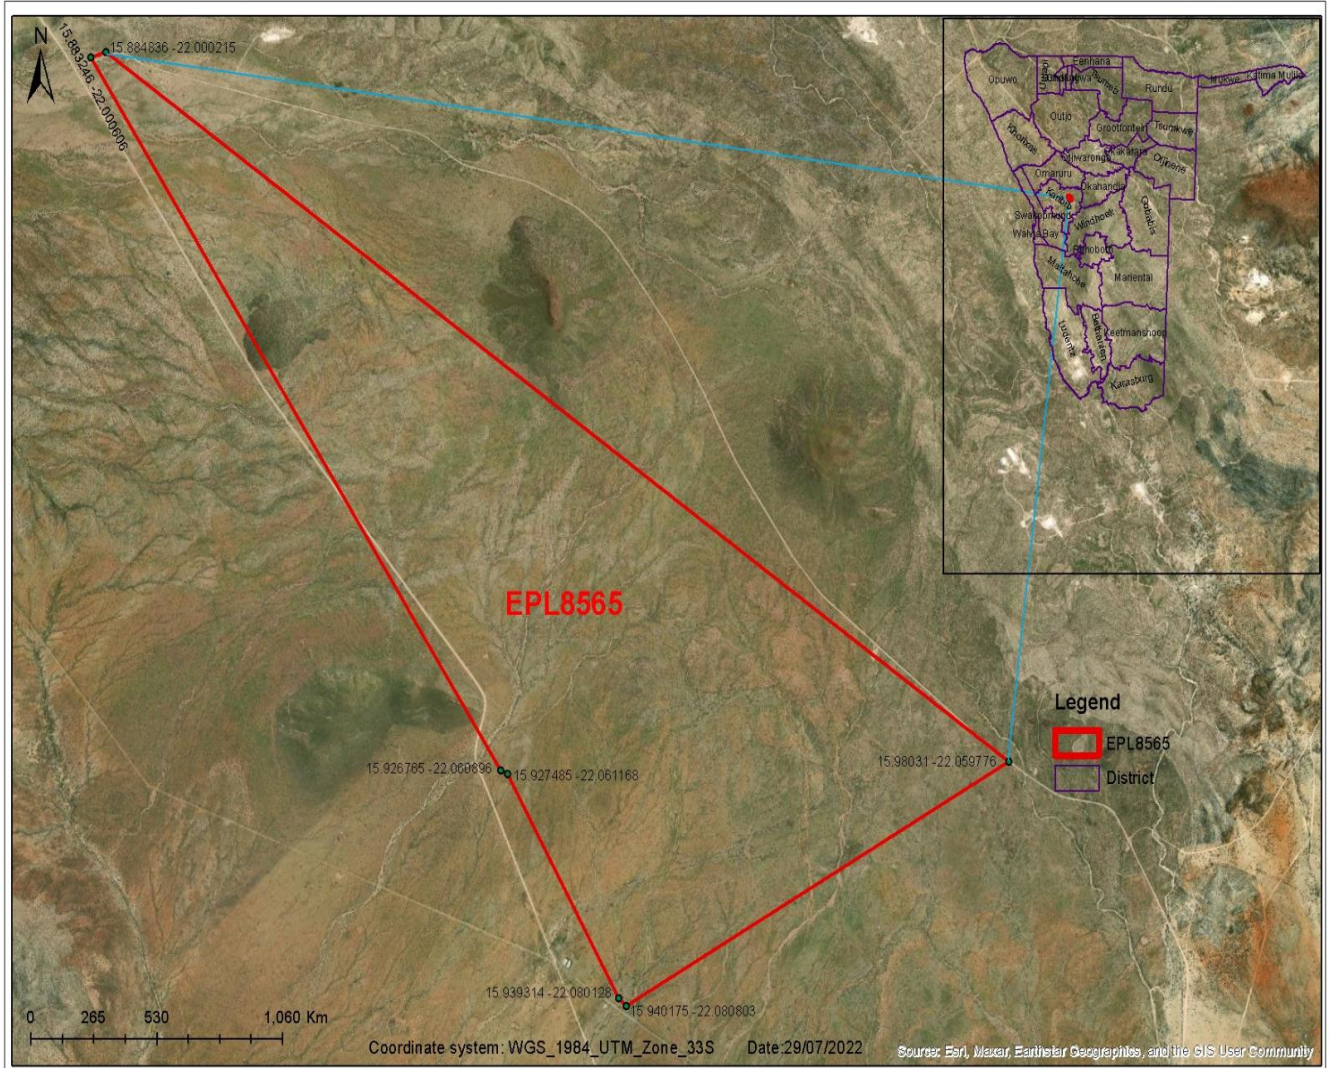 N
15.884836 -22.000215
15.883246 -22.000606
Opuwo
Eenhana
Tsumeb
Rundu
Mukwe
Katima Mulilo
Outjo
Khorixas
Grootfontein
Tsumkwe
Otjiwarongo
Okakarara
Otjinene
Omaruru
Karibib
Okahandja
Gobabis
Swakopmund
Windhoek
Walvis Bay
Rehoboth
Maltahohe
Mariental
Luderitz
Bethanien
Keetmanshoop
Karasburg
EPL8565
15.926765 -22.060896
15.927485 -22.061168
15.98031 -22.059776
Legend
EPL8565
District
15.939314 -22.080128
15.940175 -22.080803
0 265 530 1,060 Km
Coordinate system: WGS_1984_UTM_Zone_33S Date:29/07/2022
Source: Esri, Maxar, Earthstar Geographics, and the GIS User Community